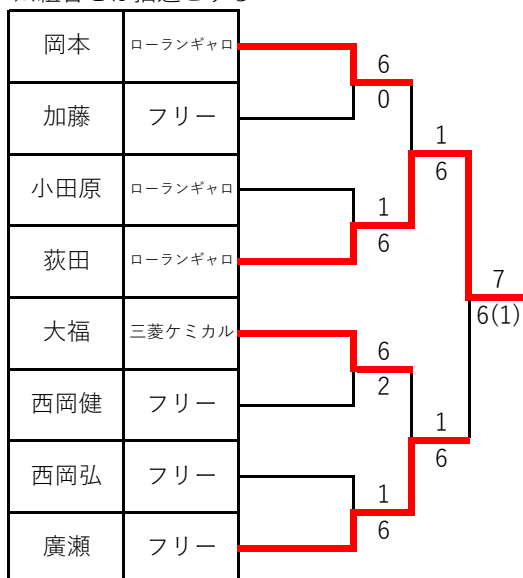 岡本 ローランギャロ
加藤 フリー
小田原 ローランギャロ
荻田 ローランギャロ
大福 三菱ケミカル
西岡健 フリー
西岡弘 フリー
廣瀬 フリー
6
0
1
6
6
2
1
6
1
6
1
6
7
6(1)